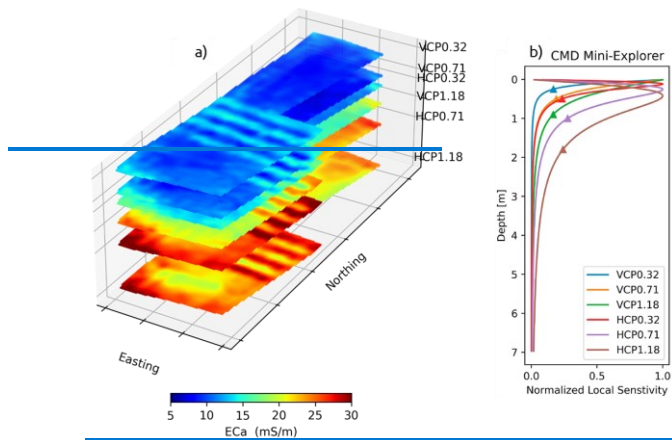 a)
VCP0.32
VCP0.71
HCP0.32
VCP1.18
HCP0.71
HCP1.18
Northing
Easting
5 10 15 20 25 30
ECa (mS/m)
b) CMD Mini-Explorer
0
1
2
3
4
5
6
7
Depth [m]
VCP0.32
VCP0.71
VCP1.18
HCP0.32
HCP0.71
HCP1.18
0.0 0.5 1.0
Normalized Local Senstivity